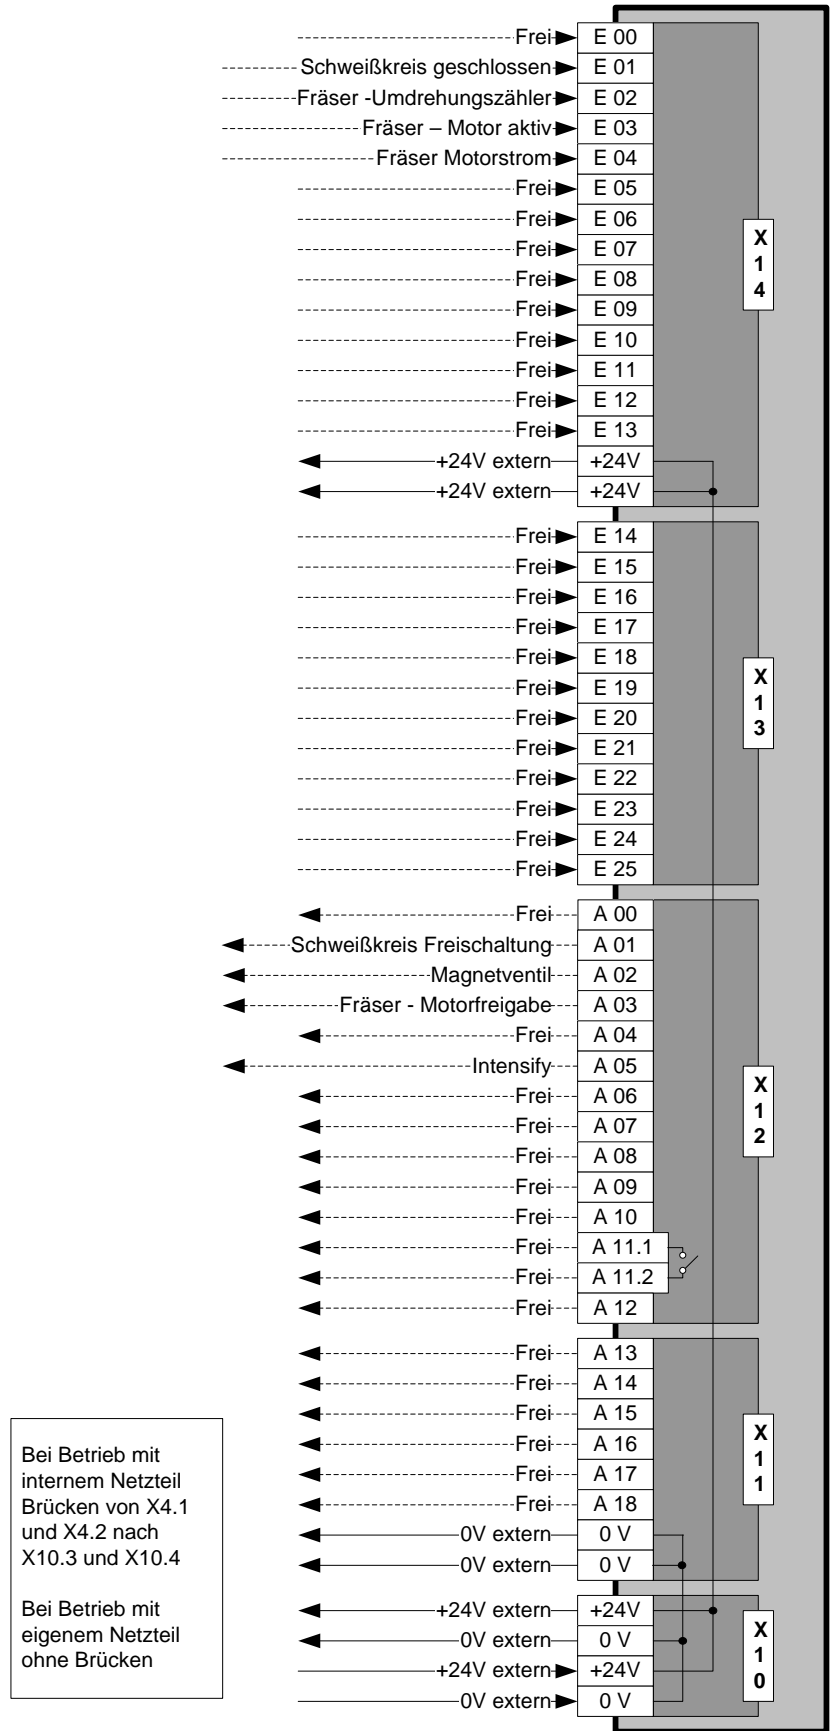 Frei E 00
Schweißkreis geschlossen E 01
Fräser -Umdrehungszähler E 02
Fräser – Motor aktiv E 03
Fräser Motorstrom E 04
Frei E 05
Frei E 06
Frei E 07
Frei E 08
Frei E 09
Frei E 10
Frei E 11
Frei E 12
Frei E 13
+24V extern +24V
+24V extern +24V
X
1
4
Frei E 14
Frei E 15
Frei E 16
Frei E 17
Frei E 18
Frei E 19
Frei E 20
Frei E 21
Frei E 22
Frei E 23
Frei E 24
Frei E 25
X
1
3
Frei A 00
Schweißkreis Freischaltung A 01
Magnetventil A 02
Fräser - Motorfreigabe A 03
Frei A 04
Intensify A 05
Frei A 06
Frei A 07
Frei A 08
Frei A 09
Frei A 10
Frei A 11.1
Frei A 11.2
Frei A 12
X
1
2
Frei A 13
Frei A 14
Frei A 15
Frei A 16
Frei A 17
Frei A 18
0V extern 0 V
0V extern 0 V
X
1
1
+24V extern +24V
0V extern 0 V
+24V extern +24V
0V extern 0 V
X
1
0
Bei Betrieb mit
internem Netzteil
Brücken von X4.1
und X4.2 nach
X10.3 und X10.4
Bei Betrieb mit
eigenem Netzteil
ohne Brücken